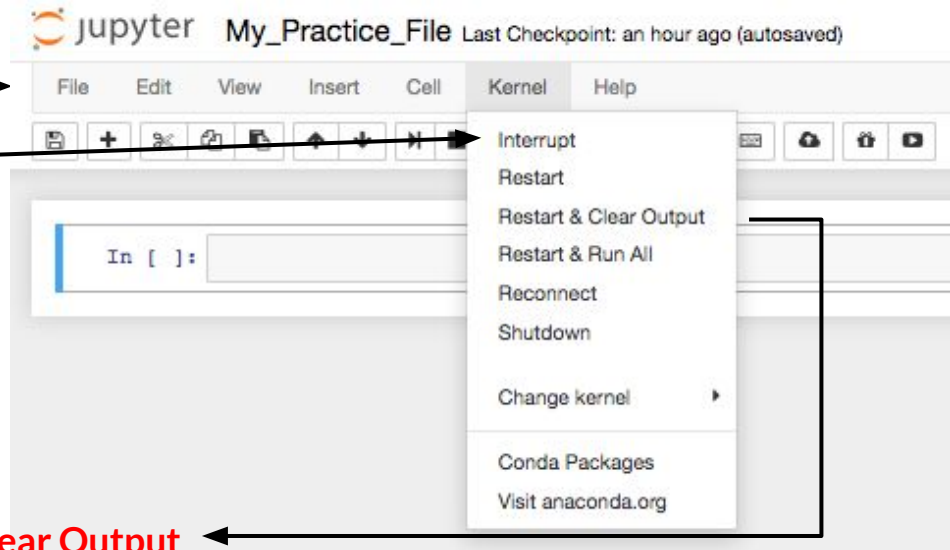 jupyter My_Practice_File Last Checkpoint: an hour ago (autosaved)
File Edit View Insert Cell Kernel Help
Interrupt
Restart
Restart & Clear Output
In [ ]:
Restart & Run All
Reconnect
Shutdown
Change kernel
Conda Packages
Visit anaconda.org
Output